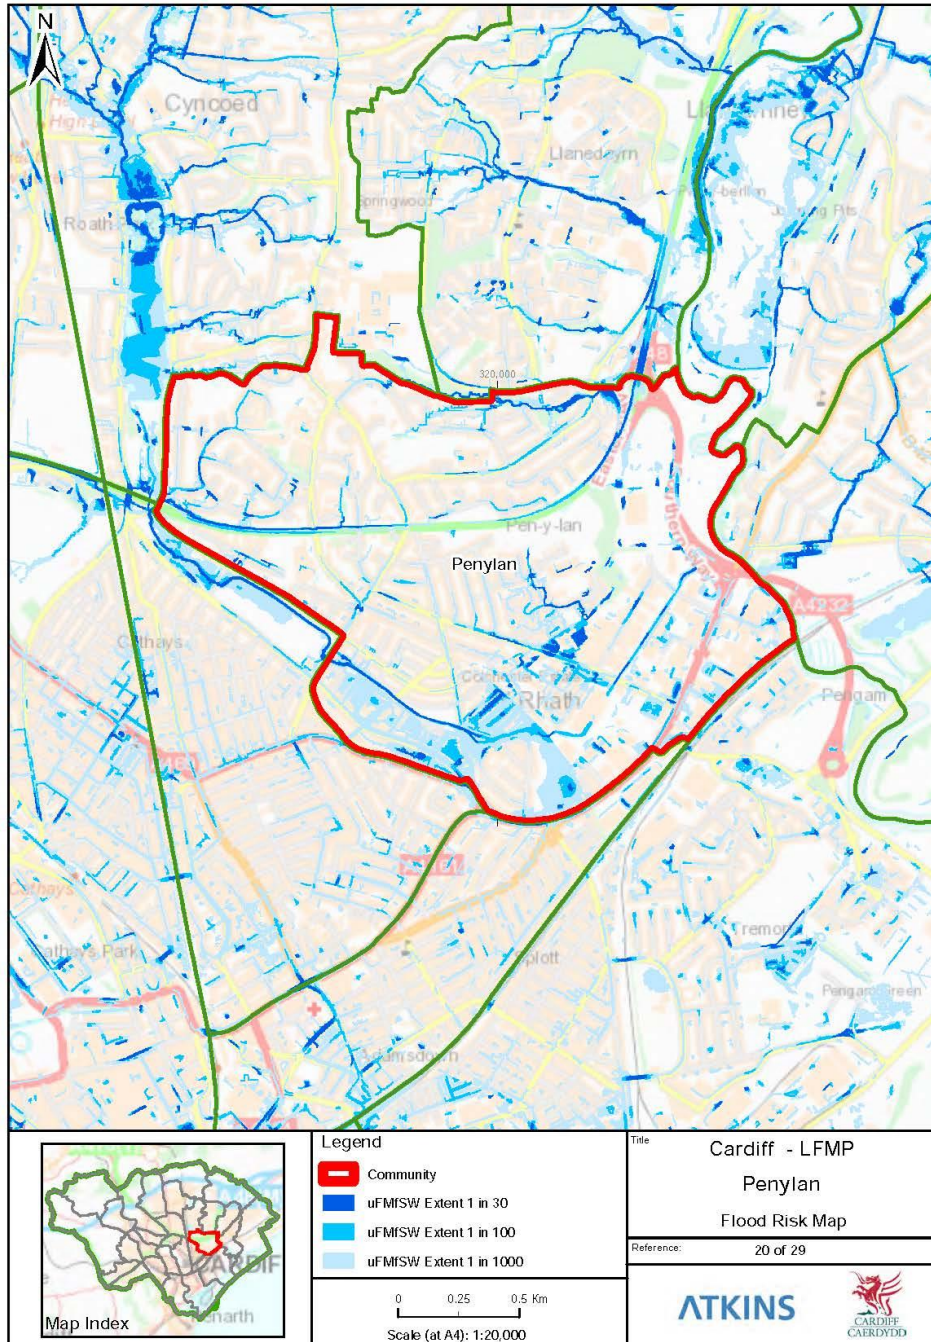 N
Cyncoed
Llanedeyrn
Springwood
320,000
Pen-y-lan
Penylan
Cathays
Rhath
A4232
Pengam
A4161
Cathays Park
Splott
Tremorfa
Pengam Green
Adamsdown
Legend
Community
uFMfSW Extent 1 in 30
uFMfSW Extent 1 in 100
uFMfSW Extent 1 in 1000
0 0.25 0.5 Km
Scale (at A4): 1:20,000
Map Index
Title
Cardiff - LFMP
Penylan
Flood Risk Map
Reference:
20 of 29
ATKINS
CARDIFF
CAERDYDD